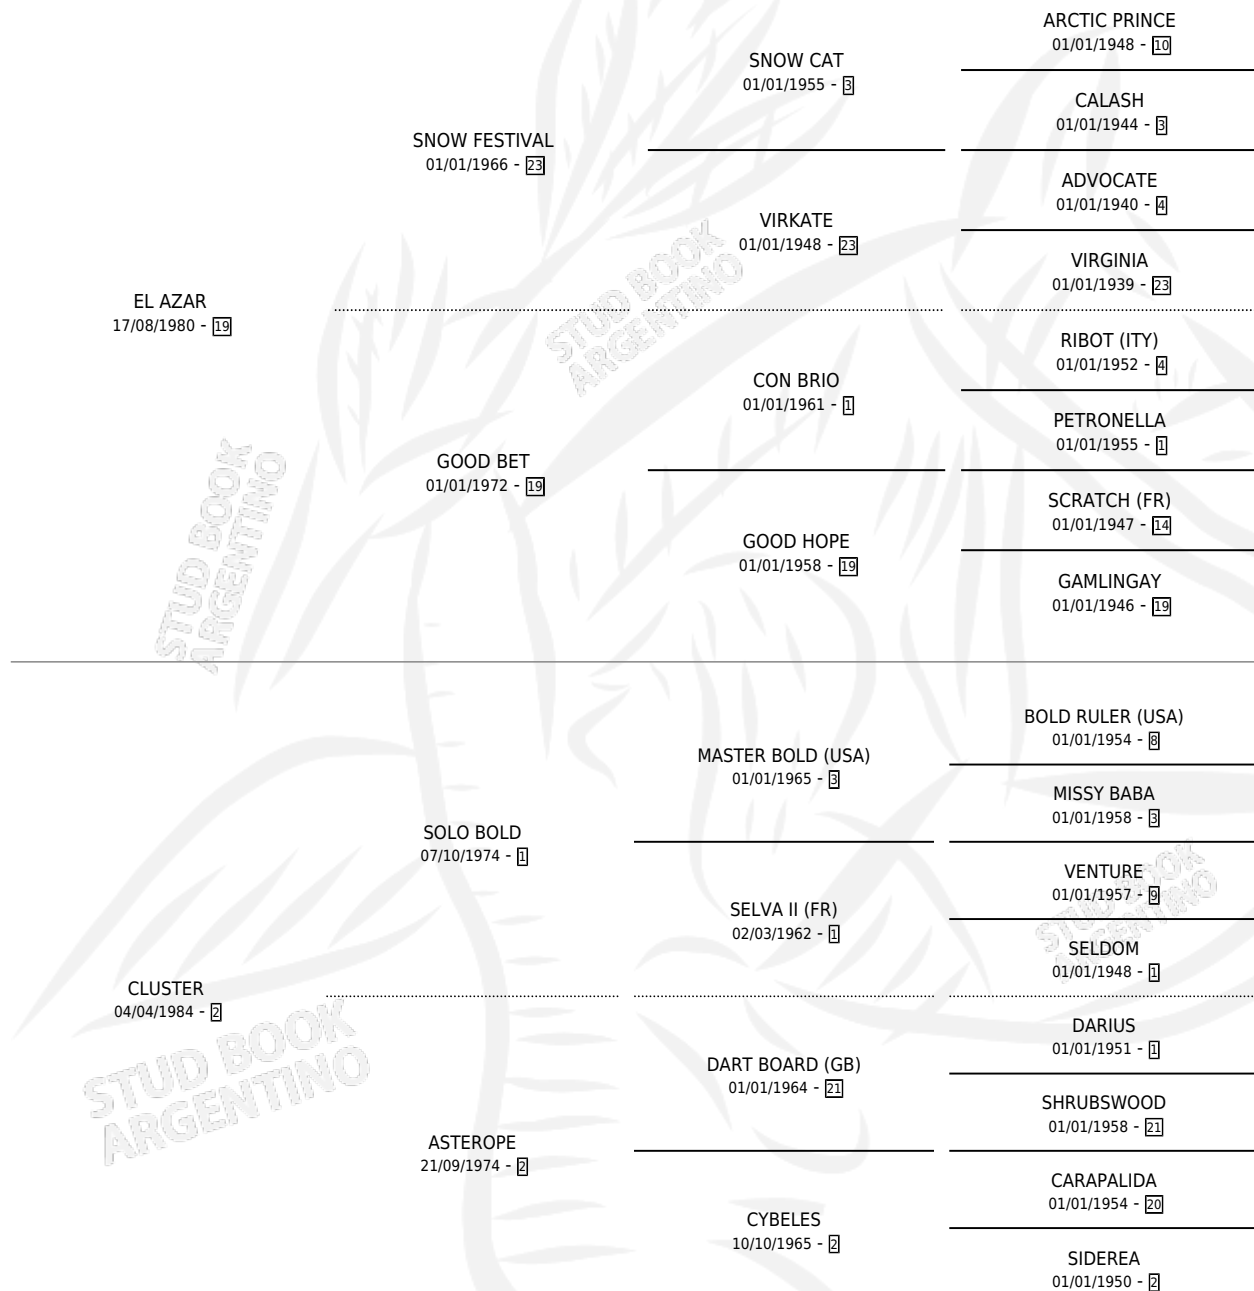 ARCTIC PRINCE
01/01/1948 - 10
SNOW CAT
01/01/1955 - 3
CALASH
01/01/1944 - 3
SNOW FESTIVAL
01/01/1966 - 23
ADVOCATE
01/01/1940 - 4
VIRKATE
01/01/1948 - 23
VIRGINIA
01/01/1939 - 23
EL AZAR
17/08/1980 - 19
STUD BOOK
ARGENTINO
RIBOT (ITY)
01/01/1952 - 4
CON BRIO
01/01/1961 - 1
PETRONELLA
01/01/1955 - 1
GOOD BET
01/01/1972 - 19
SCRATCH (FR)
01/01/1947 - 14
GOOD HOPE
01/01/1958 - 19
GAMLINGAY
01/01/1946 - 19
STUD BOOK
ARGENTINO
BOLD RULER (USA)
01/01/1954 - 8
MASTER BOLD (USA)
01/01/1965 - 3
MISSY BABA
01/01/1958 - 3
SOLO BOLD
07/10/1974 - 1
VENTURE
01/01/1957 - 9
SELVA II (FR)
02/03/1962 - 1
SELDOM
01/01/1948 - 1
STUD BOOK
ARGENTINO
CLUSTER
04/04/1984 - 2
DARIUS
01/01/1951 - 1
DART BOARD (GB)
01/01/1964 - 21
SHRUBSWOOD
01/01/1958 - 21
STUD BOOK
ARGENTINO
ASTEROPE
21/09/1974 - 2
CARAPALIDA
01/01/1954 - 20
CYBELES
10/10/1965 - 2
SIDEREA
01/01/1950 - 2